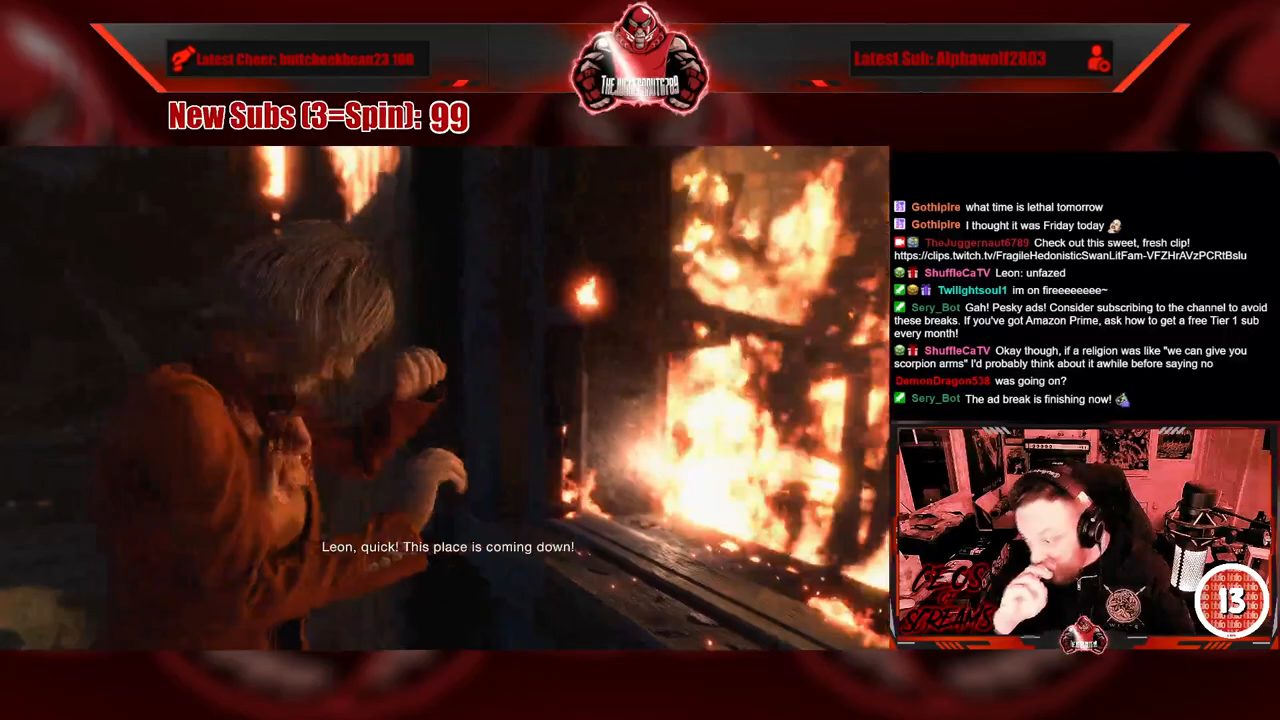 Latest Cheer: buttcheekbean23 100
THEJUGGERNAUT6789
Latest Sub: Alphawolf2803
New Subs (3=Spin): 99
Gothipire what time is lethal tomorrow
Gothipire I thought it was Friday today
TheJuggernaut6789 Check out this sweet, fresh clip!
https://clips.twitch.tv/FragileHedonisticSwanLitFam-VFZHrAVzPCRtBslu
ShuffleCaTV Leon: unfazed
Twilightsoul1 im on fireeeeeeee~
Sery_Bot Gah! Pesky ads! Consider subscribing to the channel to avoid
these breaks. If you've got Amazon Prime, ask how to get a free Tier 1 sub
every month!
ShuffleCaTV Okay though, if a religion was like "we can give you
scorpion arms" I'd probably think about it awhile before saying no
DemonDragon538 was going on?
Sery_Bot The ad break is finishing now!
Leon, quick! This place is coming down!
SCREAMS
13